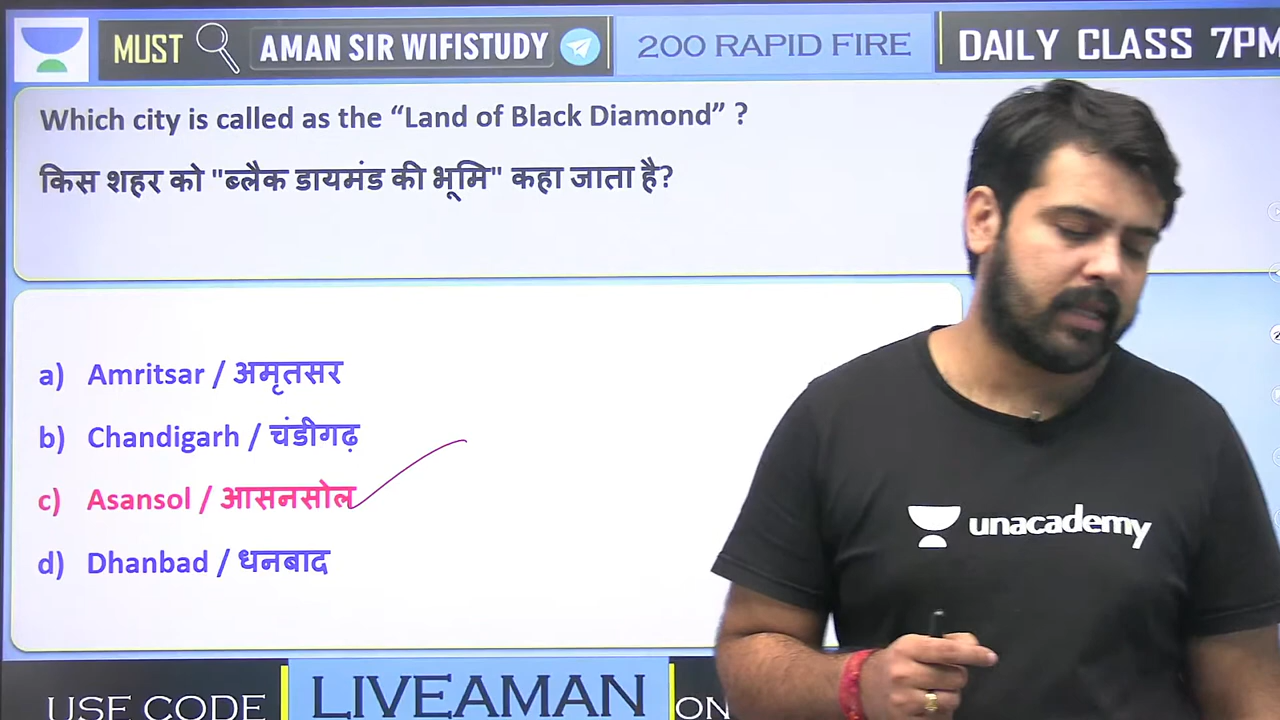 MUST AMAN SIR WIFISTUDY 200 RAPID FIRE DAILY CLASS 7PM
Which city is called as the “Land of Black Diamond” ?
किस शहर को "ब्लैक डायमंड की भूमि" कहा जाता है?
a) Amritsar / अमृतसर
b) Chandigarh / चंडीगढ़
c) Asansol / आसनसोल
d) Dhanbad / धनबाद
unacademy
USE CODE LIVEAMAN ON